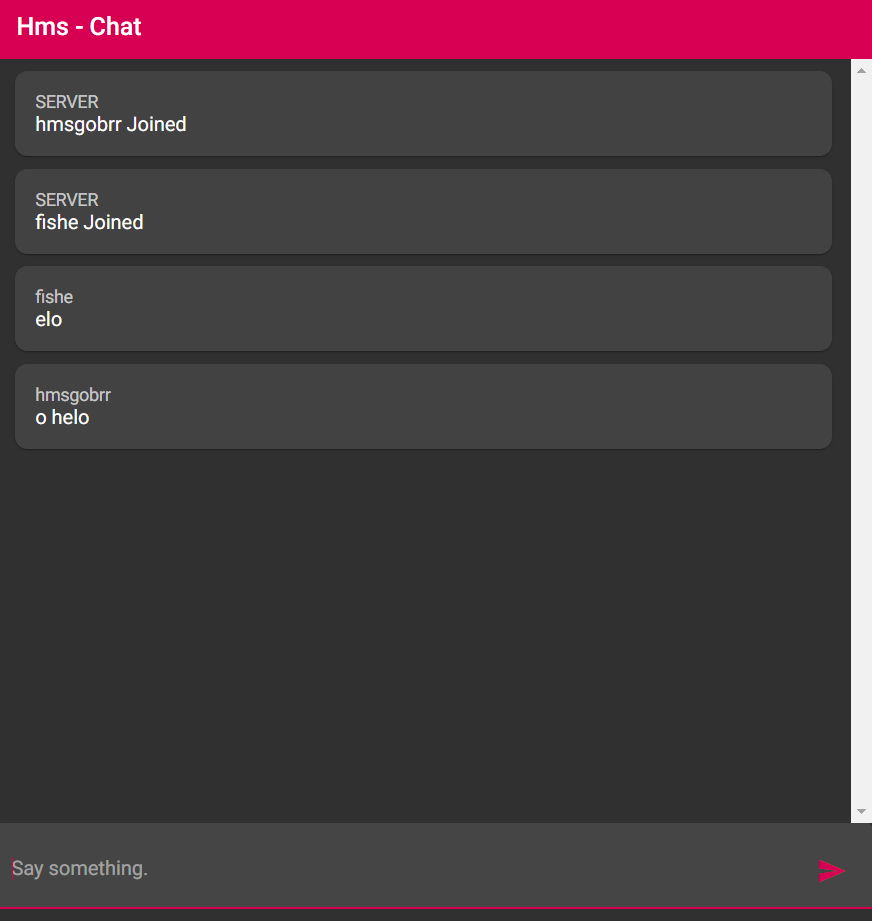 Hms - Chat
SERVER
hmsgobrr Joined
SERVER
fishe Joined
fishe
elo
hmsgobrr
o helo
Say something.